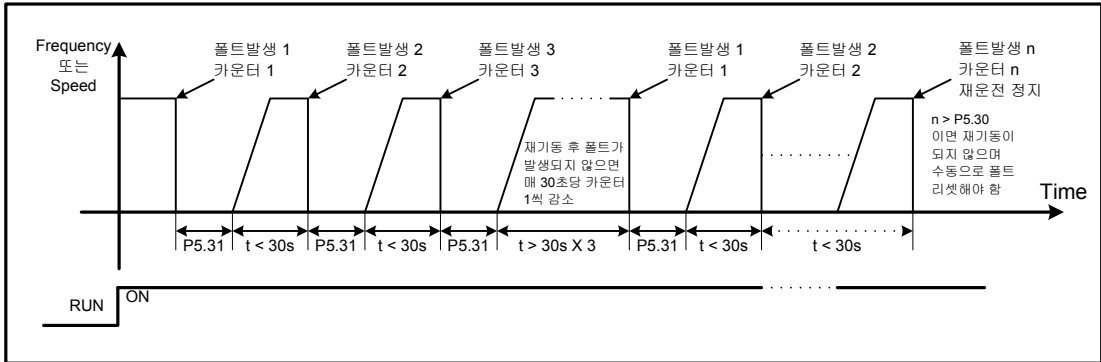 Frequency
또는
Speed
폴트발생 1
카운터 1
폴트발생 2
카운터 2
폴트발생 3
카운터 3
폴트발생 1
카운터 1
폴트발생 2
카운터 2
폴트발생 n
카운터 n
재운전 정지
n > P5.30
이면 재기동이
되지 않으며
수동으로 폴트
리셋해야 함
재기동 후 폴트가
발생되지 않으면
매 30초당 카운터
1씩 감소
Time
P5.31
t < 30s
P5.31
t < 30s
P5.31
t > 30s X 3
P5.31
t < 30s
t < 30s
RUN
ON